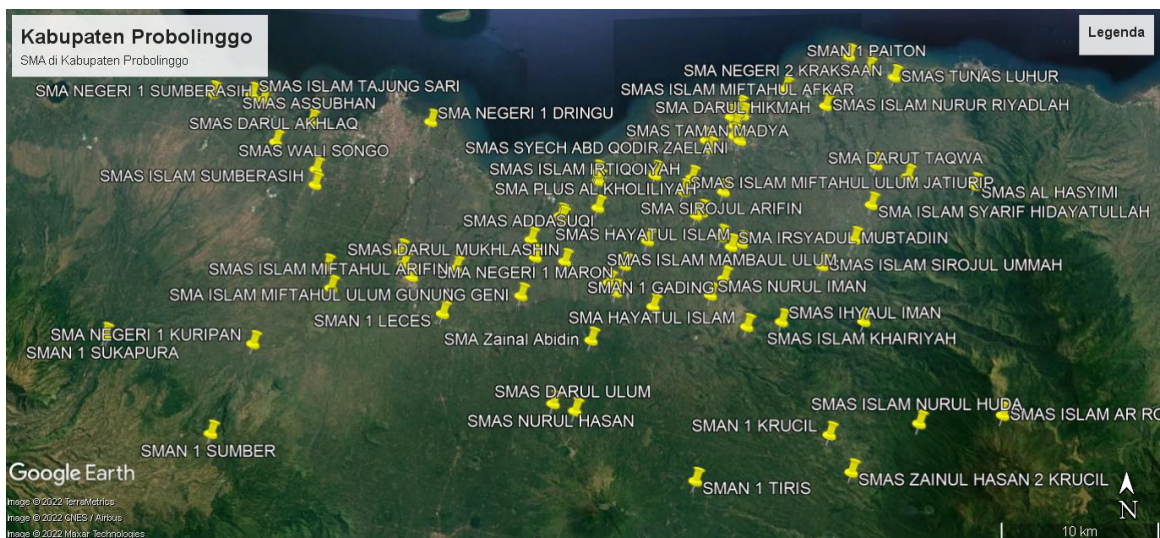 Kabupaten Probolinggo
SMA di Kabupaten Probolinggo
Legenda
SMAN 1 PAITON
SMA NEGERI 2 KRAKSAAN
SMAS TUNAS LUHUR
SMA NEGERI 1 SUMBERASIH
SMAS ISLAM TAJUNG SARI
SMAS ISLAM MIFTAHUL AFKAR
SMAS ASSUBHAN
SMA DARUL HIKMAH
SMAS ISLAM NURUR RIYADLAH
SMA NEGERI 1 DRINGU
SMAS DARUL AKHLAQ
SMAS TAMAN MADYA
SMAS WALI SONGO
SMAS SYECH ABD QODIR ZAELANI
SMA DARUT TAQWA
SMAS ISLAM SUMBERASIH
SMAS ISLAM IRTIQOIYAH
SMA PLUS AL KHOLILIYAH
SMAS ISLAM MIFTAHUL ULUM JATIURIP
SMAS AL HASYIMI
SMAS ADDASUQI
SMA SIROJUL ARIFIN
SMA ISLAM SYARIF HIDAYATULLAH
SMAS HAYATUL ISLAM
SMA IRSYADUL MUBTADIIN
SMAS DARUL MUKHLASHIN
SMAS ISLAM MIFTAHUL ARIFIN
SMA NEGERI 1 MARON
SMAS ISLAM MAMBAUL ULUM
SMAS ISLAM SIROJUL UMMAH
SMA ISLAM MIFTAHUL ULUM GUNUNG GENI
SMAN 1 GADING
SMAS NURUL IMAN
SMAN 1 LECES
SMA HAYATUL ISLAM
SMAS IHYAUL IMAN
SMA NEGERI 1 KURIPAN
SMA Zainal Abidin
SMAS ISLAM KHAIRIYAH
SMAN 1 SUKAPURA
SMAS DARUL ULUM
SMAS NURUL HASAN
SMAS ISLAM NURUL HUDA
SMAS ISLAM AR RO
SMAN 1 KRUCIL
SMAN 1 SUMBER
SMAS ZAINUL HASAN 2 KRUCIL
SMAN 1 TIRIS
Google Earth
Image © 2022 TerraMetrics
Image © 2022 CNES / Airbus
Image © 2022 Maxar Technologies
N
10 km